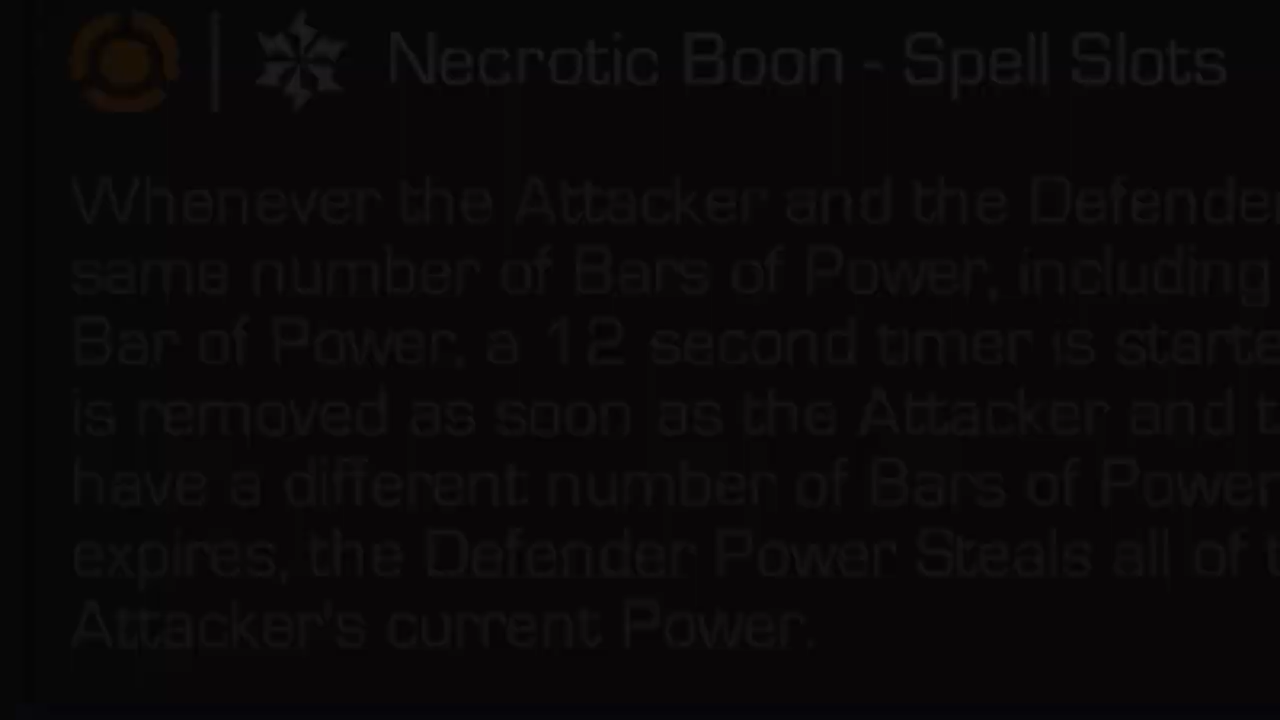 Necrotic Boon - Spell Slots
Whenever the Attacker and the Defende
same number of Bars of Power, including
Bar of Power, a 12 second timer is starte
is removed as soon as the Attacker and t
have a different number of Bars of Power
expires, the Defender Power Steals all of t
Attacker's current Power.